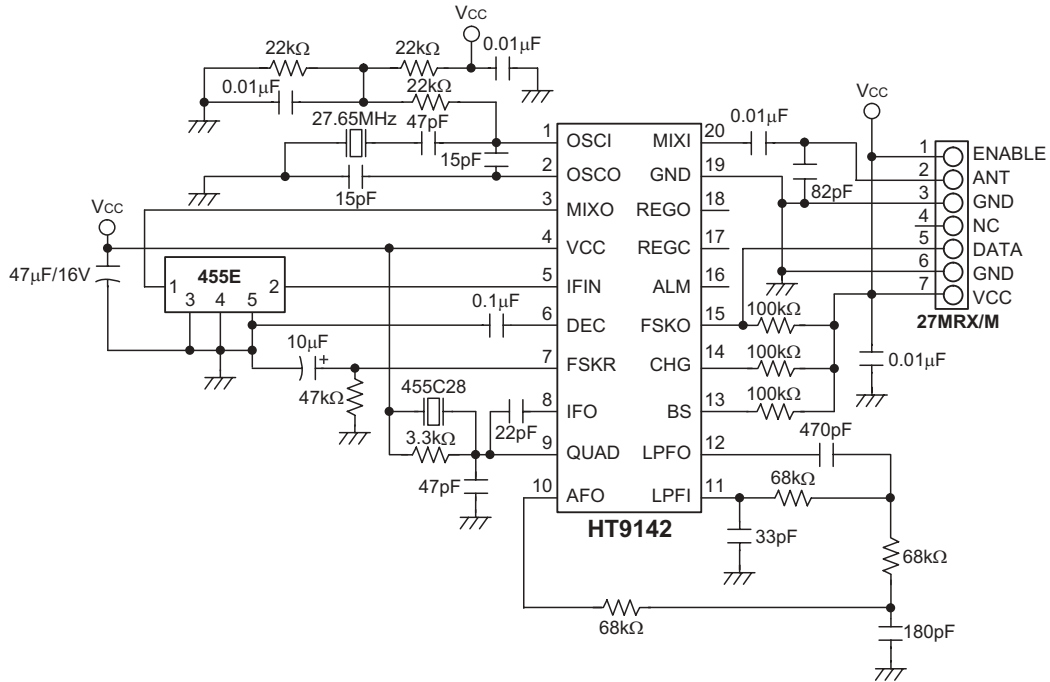 VCC
22kΩ
22kΩ
0.01μF
0.01μF
22kΩ
27.65MHz
47pF
15pF
15pF
VCC
47μF/16V
455E
1
2
3
4
5
0.1μF
10μF
+
47kΩ
455C28
3.3kΩ
22pF
47pF
1 OSCI
2 OSCO
3 MIXO
4 VCC
5 IFIN
6 DEC
7 FSKR
8 IFO
9 QUAD
10 AFO
MIXI 20
GND 19
REGO 18
REGC 17
ALM 16
FSKO 15
CHG 14
BS 13
LPFO 12
LPFI 11
HT9142
0.01μF
82pF
VCC
1 ENABLE
2 ANT
3 GND
4 NC
5 DATA
6 GND
7 VCC
27MRX/M
100kΩ
100kΩ
100kΩ
0.01μF
470pF
68kΩ
33pF
68kΩ
68kΩ
180pF